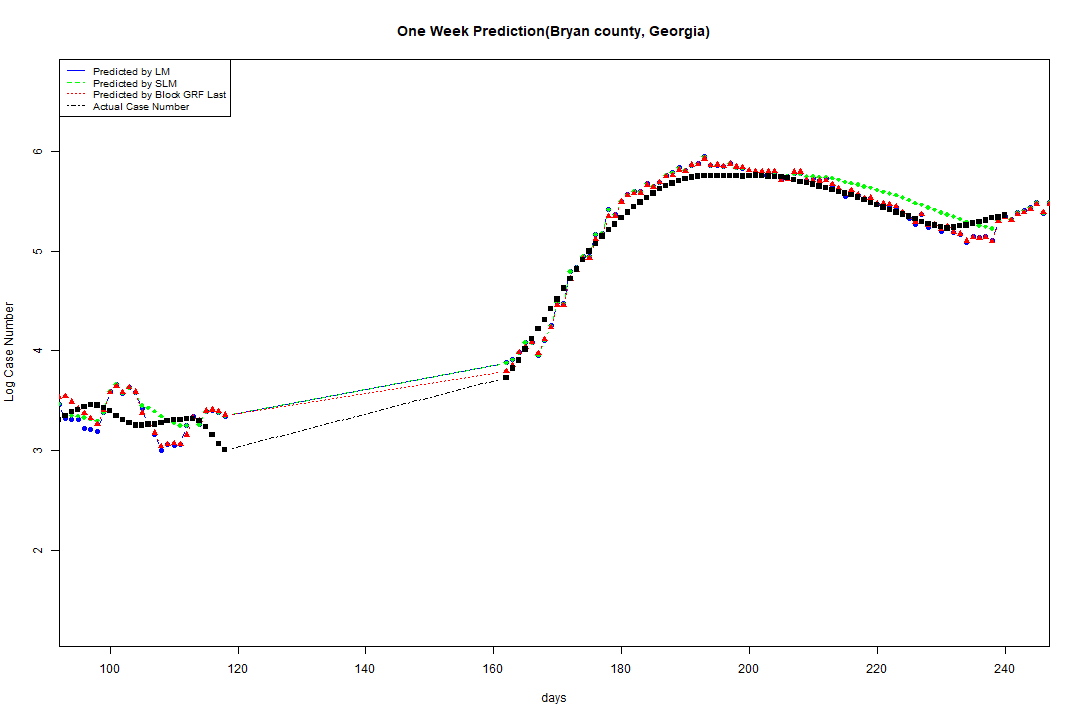 One Week Prediction(Bryan county, Georgia)
Predicted by LM
Predicted by SLM
Predicted by Block GRF Last
Actual Case Number
6
5
4
3
2
Log Case Number
100 120 140 160 180 200 220 240
days